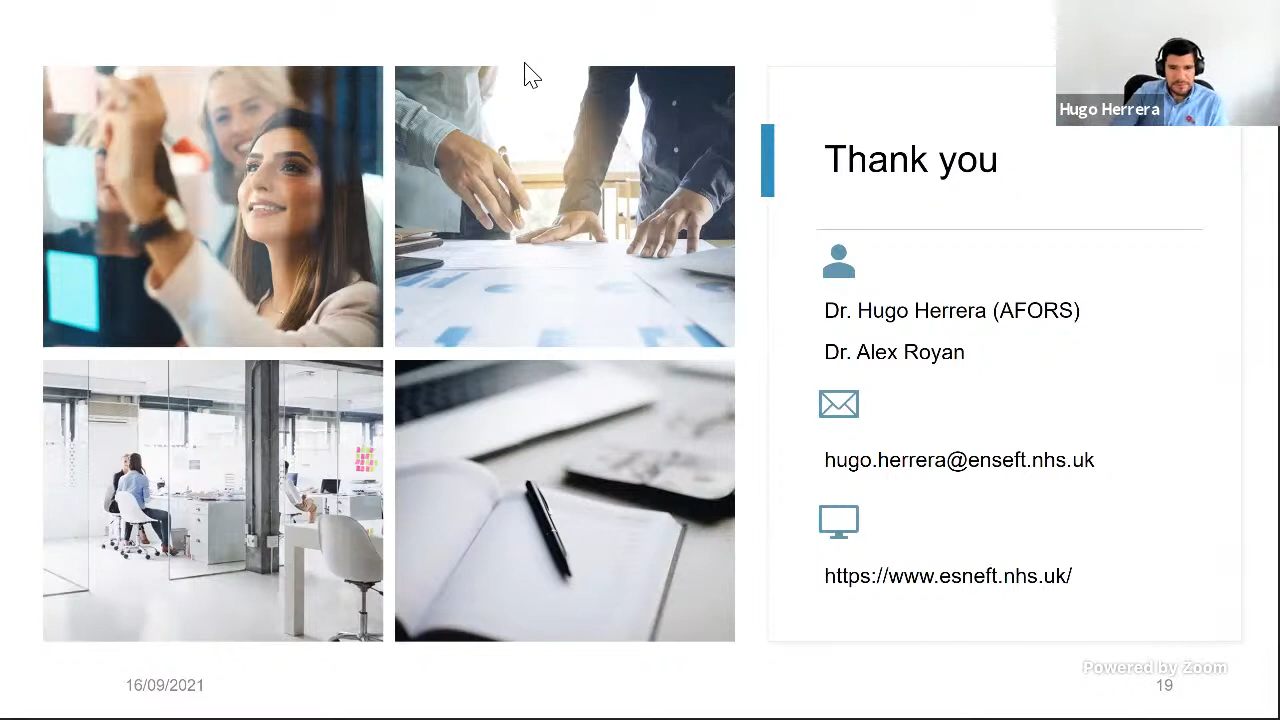 Hugo Herrera
Thank you
Dr. Hugo Herrera (AFORS)
Dr. Alex Royan
hugo.herrera@enseft.nhs.uk
https://www.esneft.nhs.uk/
Powered by Zoom
16/09/2021
19